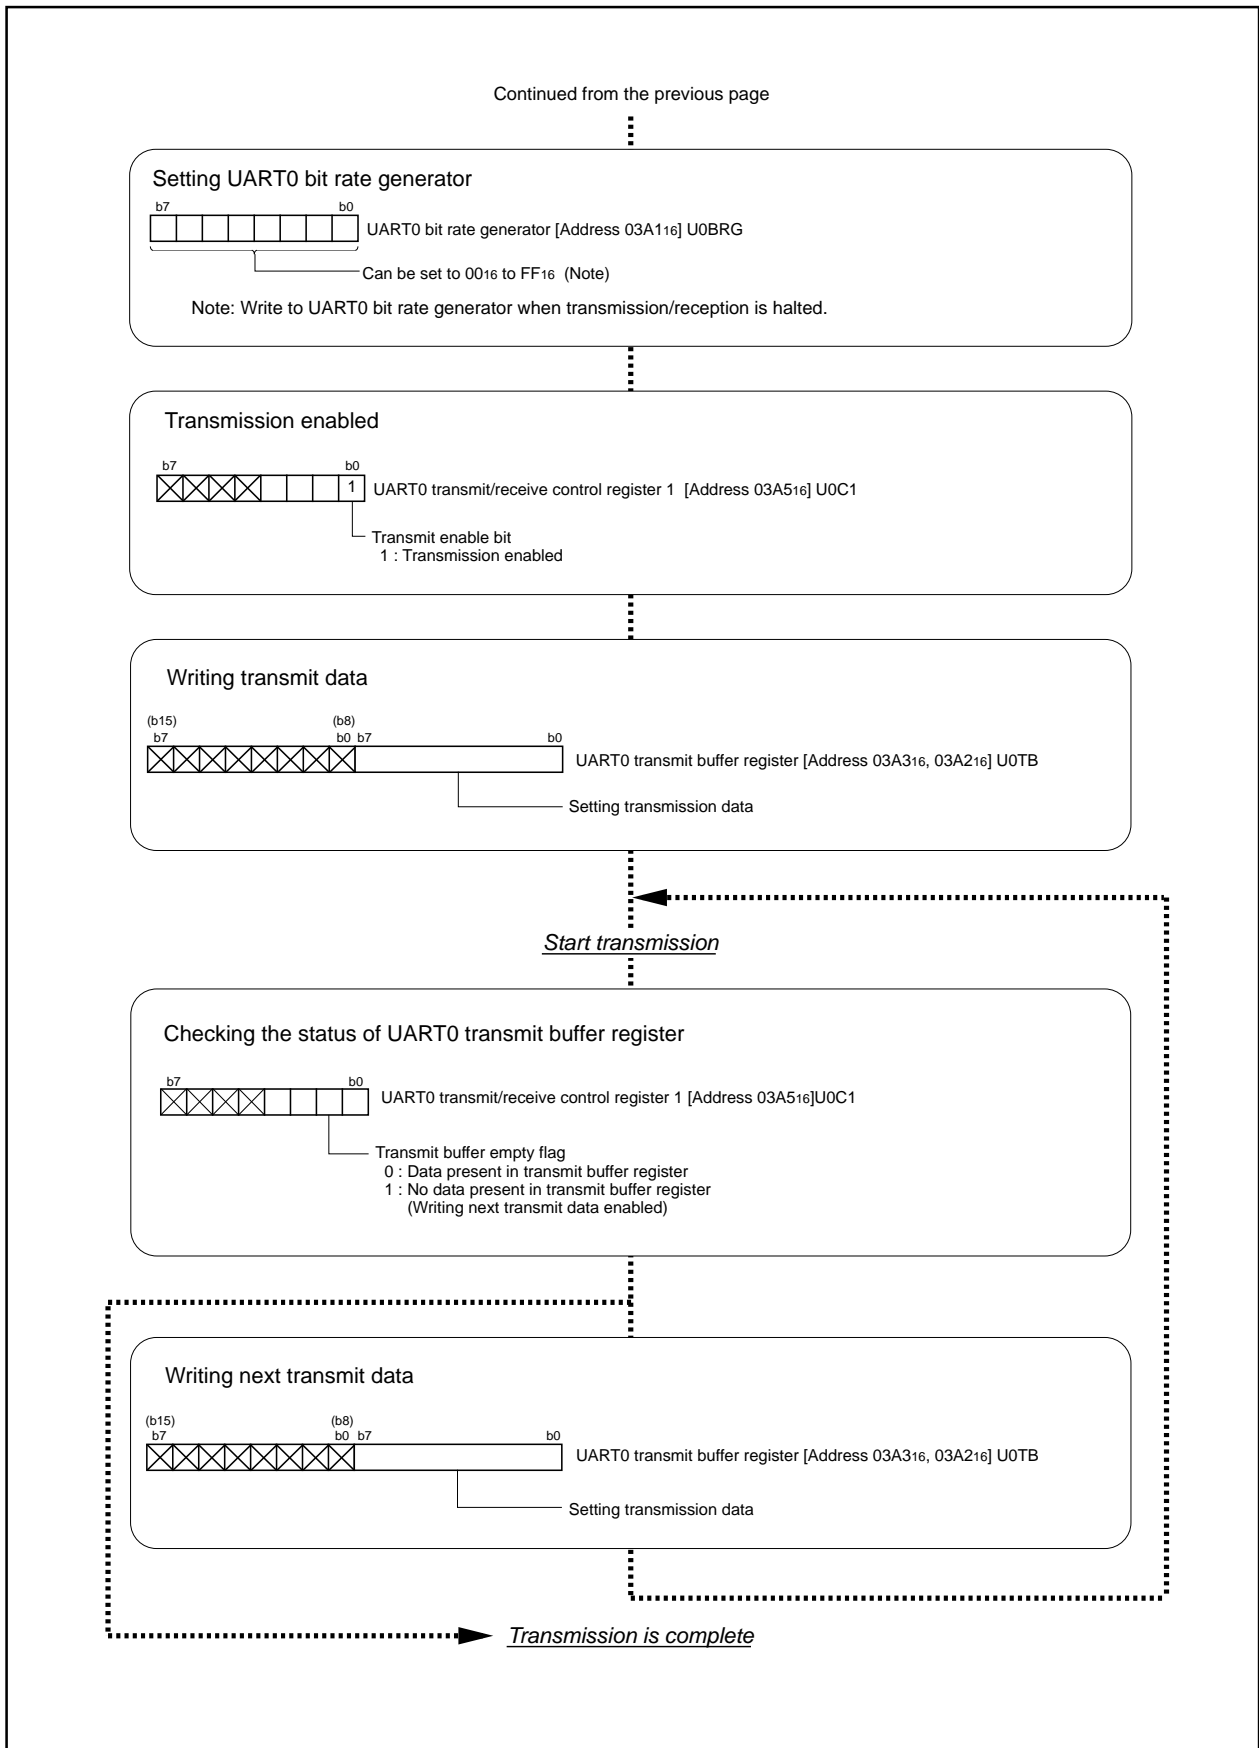 Continued from the previous page
Setting UART0 bit rate generator
b7 b0
UART0 bit rate generator [Address 03A116] U0BRG
Can be set to 0016 to FF16 (Note)
Note: Write to UART0 bit rate generator when transmission/reception is halted.
Transmission enabled
b7 b0
1 UART0 transmit/receive control register 1 [Address 03A516] U0C1
Transmit enable bit
1 : Transmission enabled
Writing transmit data
(b15) (b8)
b7 b0 b7 b0
UART0 transmit buffer register [Address 03A316, 03A216] U0TB
Setting transmission data
Start transmission
Checking the status of UART0 transmit buffer register
b7 b0
UART0 transmit/receive control register 1 [Address 03A516]U0C1
Transmit buffer empty flag
0 : Data present in transmit buffer register
1 : No data present in transmit buffer register
(Writing next transmit data enabled)
Writing next transmit data
(b15) (b8)
b7 b0 b7 b0
UART0 transmit buffer register [Address 03A316, 03A216] U0TB
Setting transmission data
Transmission is complete